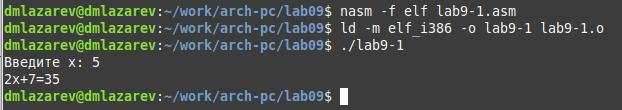 dmlazarev@dmlazarev:~/work/arch-pc/lab09$ nasm -f elf lab9-1.asm
dmlazarev@dmlazarev:~/work/arch-pc/lab09$ ld -m elf_i386 -o lab9-1 lab9-1.o
dmlazarev@dmlazarev:~/work/arch-pc/lab09$ ./lab9-1
Введите x: 5
2x+7=35
dmlazarev@dmlazarev:~/work/arch-pc/lab09$